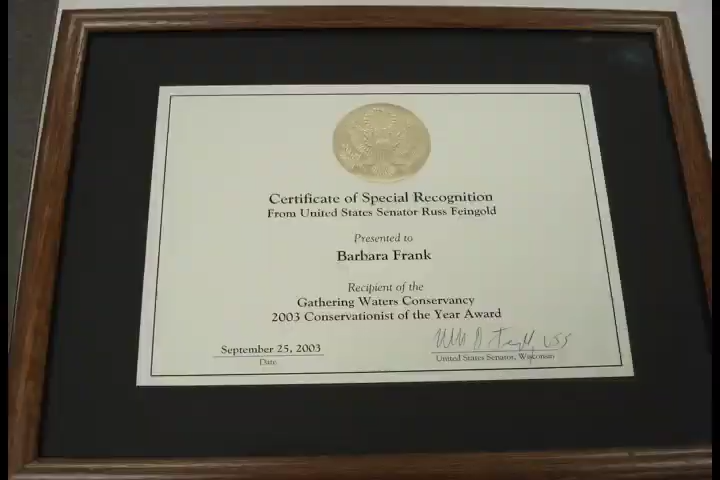 Certificate of Special Recognition
From United States Senator Russ Feingold
Presented to
Barbara Frank
Recipient of the
Gathering Waters Conservancy
2003 Conservationist of the Year Award
September 25, 2003
Date
United States Senator, Wisconsin